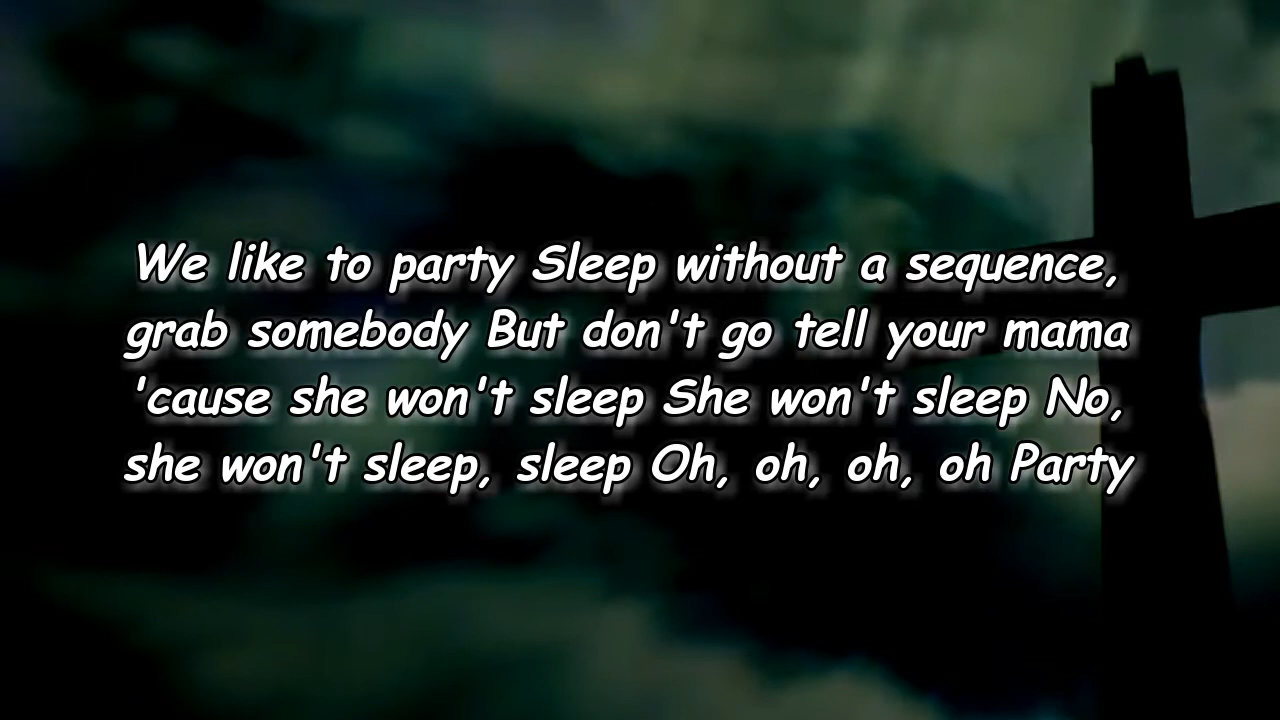 We like to party Sleep without a sequence,
grab somebody But don't go tell your mama
'cause she won't sleep She won't sleep No,
she won't sleep, sleep Oh, oh, oh, oh Party